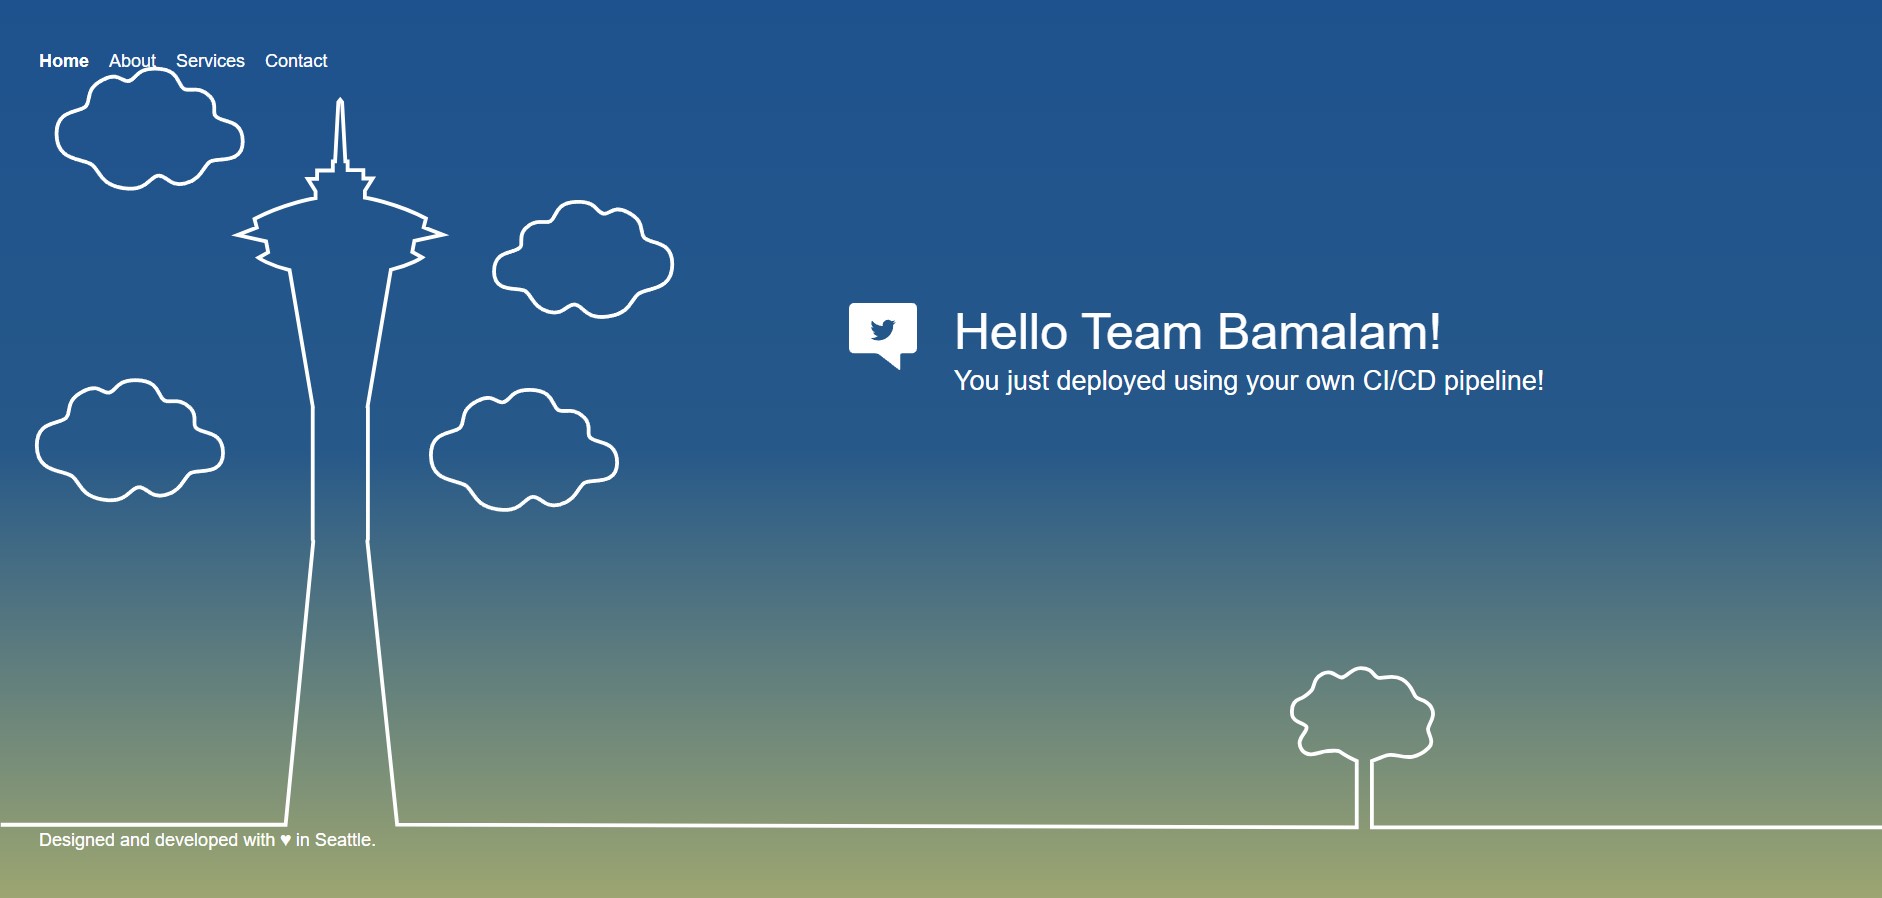 Home About Services Contact
Hello Team Bamalam!
You just deployed using your own CI/CD pipeline!
Designed and developed with ♥ in Seattle.